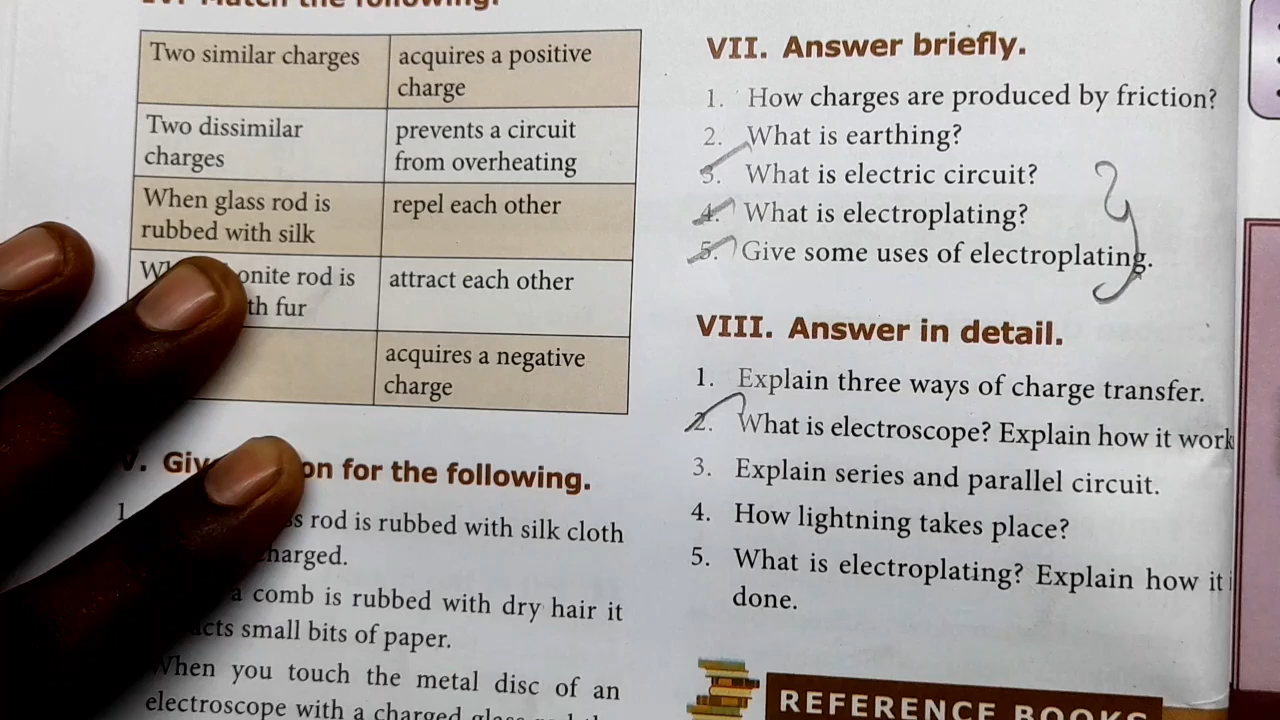 Match the following.
Two similar charges
acquires a positive
charge
Two dissimilar
charges
prevents a circuit
from overheating
When glass rod is
rubbed with silk
repel each other
rod is
fur
attract each other
acquires a negative
charge
for the following.
1.
rod is rubbed with silk cloth
comb is rubbed with dry hair it
small bits of paper.
When you touch the metal disc of an
electroscope with a charged glass rod
VII. Answer briefly.
1. How charges are produced by friction?
2. What is earthing?
3. What is electric circuit?
4. What is electroplating?
5. Give some uses of electroplating.
VIII. Answer in detail.
1. Explain three ways of charge transfer.
2. What is electroscope? Explain how it work
3. Explain series and parallel circuit.
4. How lightning takes place?
5. What is electroplating? Explain how it
done.
REFERENCE BOOKS